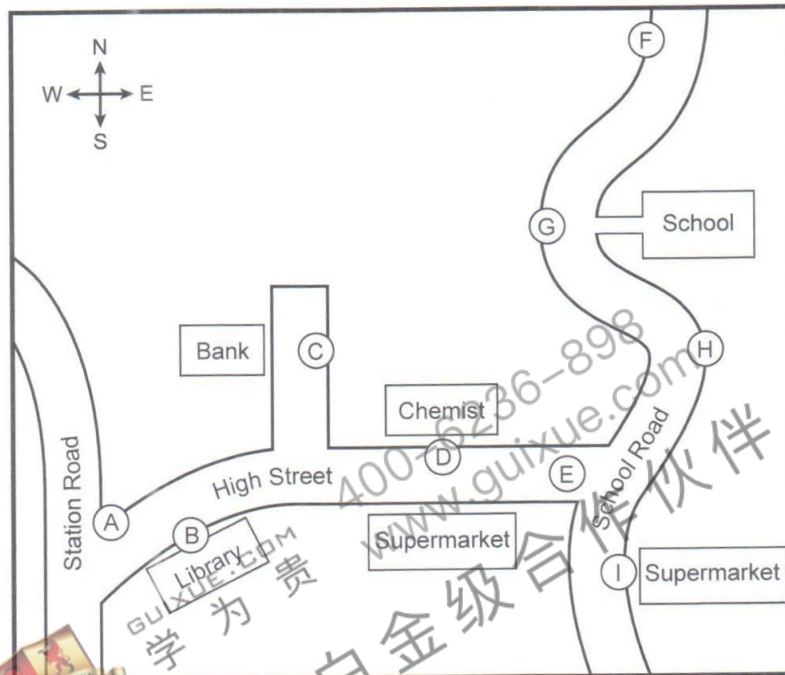 N
W E
S
F
G
School
Bank
C
H
Chemist
D
E
High Street
School Road
Station Road
A
B
Library
Supermarket
I
Supermarket
400-6236-898
www.guixue.com
GUIXUE.COM
学为贵
白金级合作伙伴